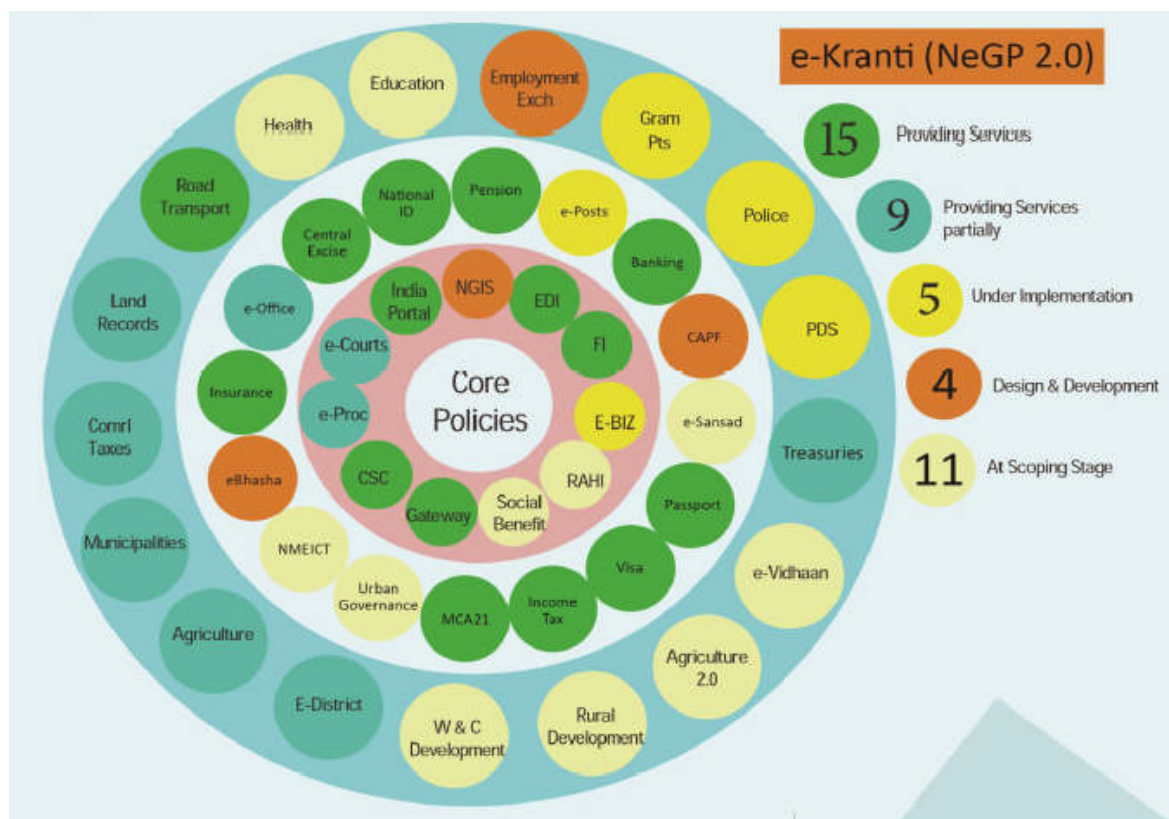 e-Kranti (NeGP 2.0)
15
Providing Services
9
Providing Services
partially
5
Under Implementation
4
Design & Development
11
At Scoping Stage
Education
Employment
Exch
Gram
Pts
Police
PDS
Treasuries
e-Vidhaan
Agriculture
2.0
Rural
Development
W & C
Development
E-District
Agriculture
Municipalities
Comrl
Taxes
Land
Records
Road
Transport
Health
Pension
e-Posts
Banking
CAPF
e-Sansad
Passport
Visa
Income
Tax
MCA21
Urban
Governance
NMEICT
eBhasha
Insurance
e-Office
Central
Excise
National
ID
NGIS
EDI
FI
E-BIZ
RAHI
Social
Benefit
Gateway
CSC
e-Proc
e-Courts
India
Portal
Core
Policies